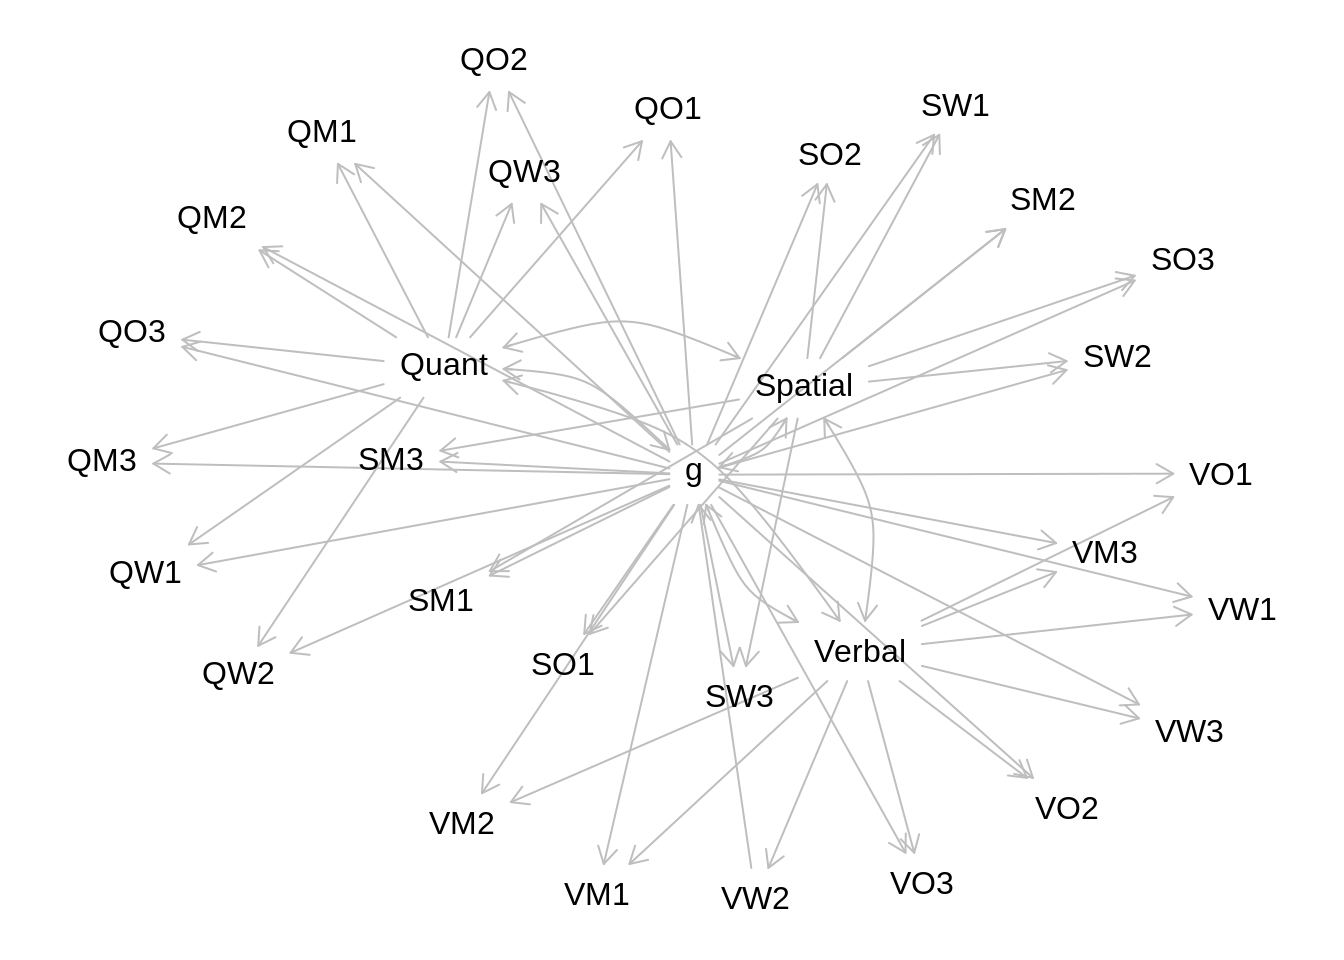 QO2
SW1
QO1
QM1
SO2
QW3
SM2
QM2
SO3
QO3
SW2
Quant
Spatial
SM3
QM3
g
VO1
VM3
QW1
SM1
VW1
Verbal
SO1
QW2
SW3
VW3
VO2
VM2
VO3
VM1
VW2